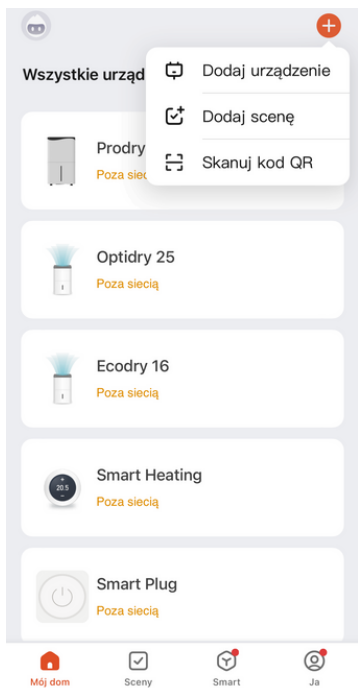 Wszystkie urząd
Dodaj urządzenie
Dodaj scenę
Skanuj kod QR
Prodry
Poza siec
Optidry 25
Poza siecią
Ecodry 16
Poza siecią
20.5
Smart Heating
Poza siecią
Smart Plug
Poza siecią
Mój dom
Sceny
Smart
Ja